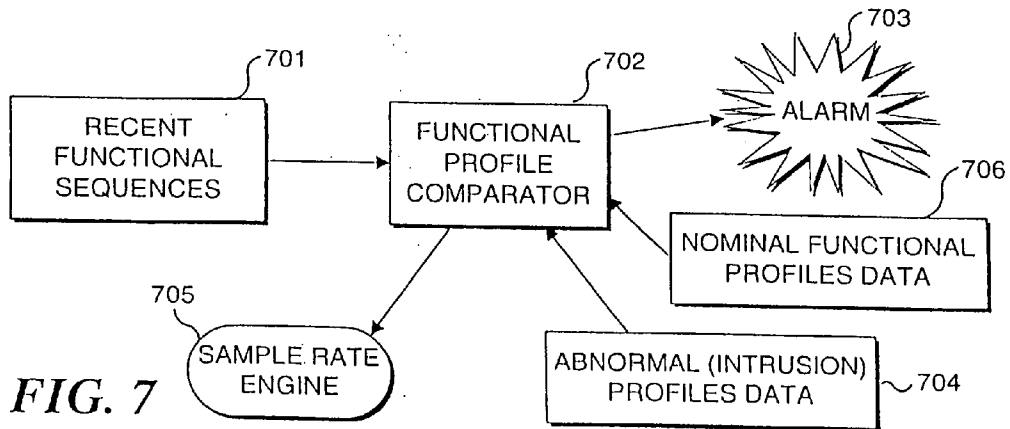 701
RECENT
FUNCTIONAL
SEQUENCES
702
FUNCTIONAL
PROFILE
COMPARATOR
703
ALARM
706
NOMINAL FUNCTIONAL
PROFILES DATA
705
SAMPLE RATE
ENGINE
ABNORMAL (INTRUSION)
PROFILES DATA
704
FIG. 7